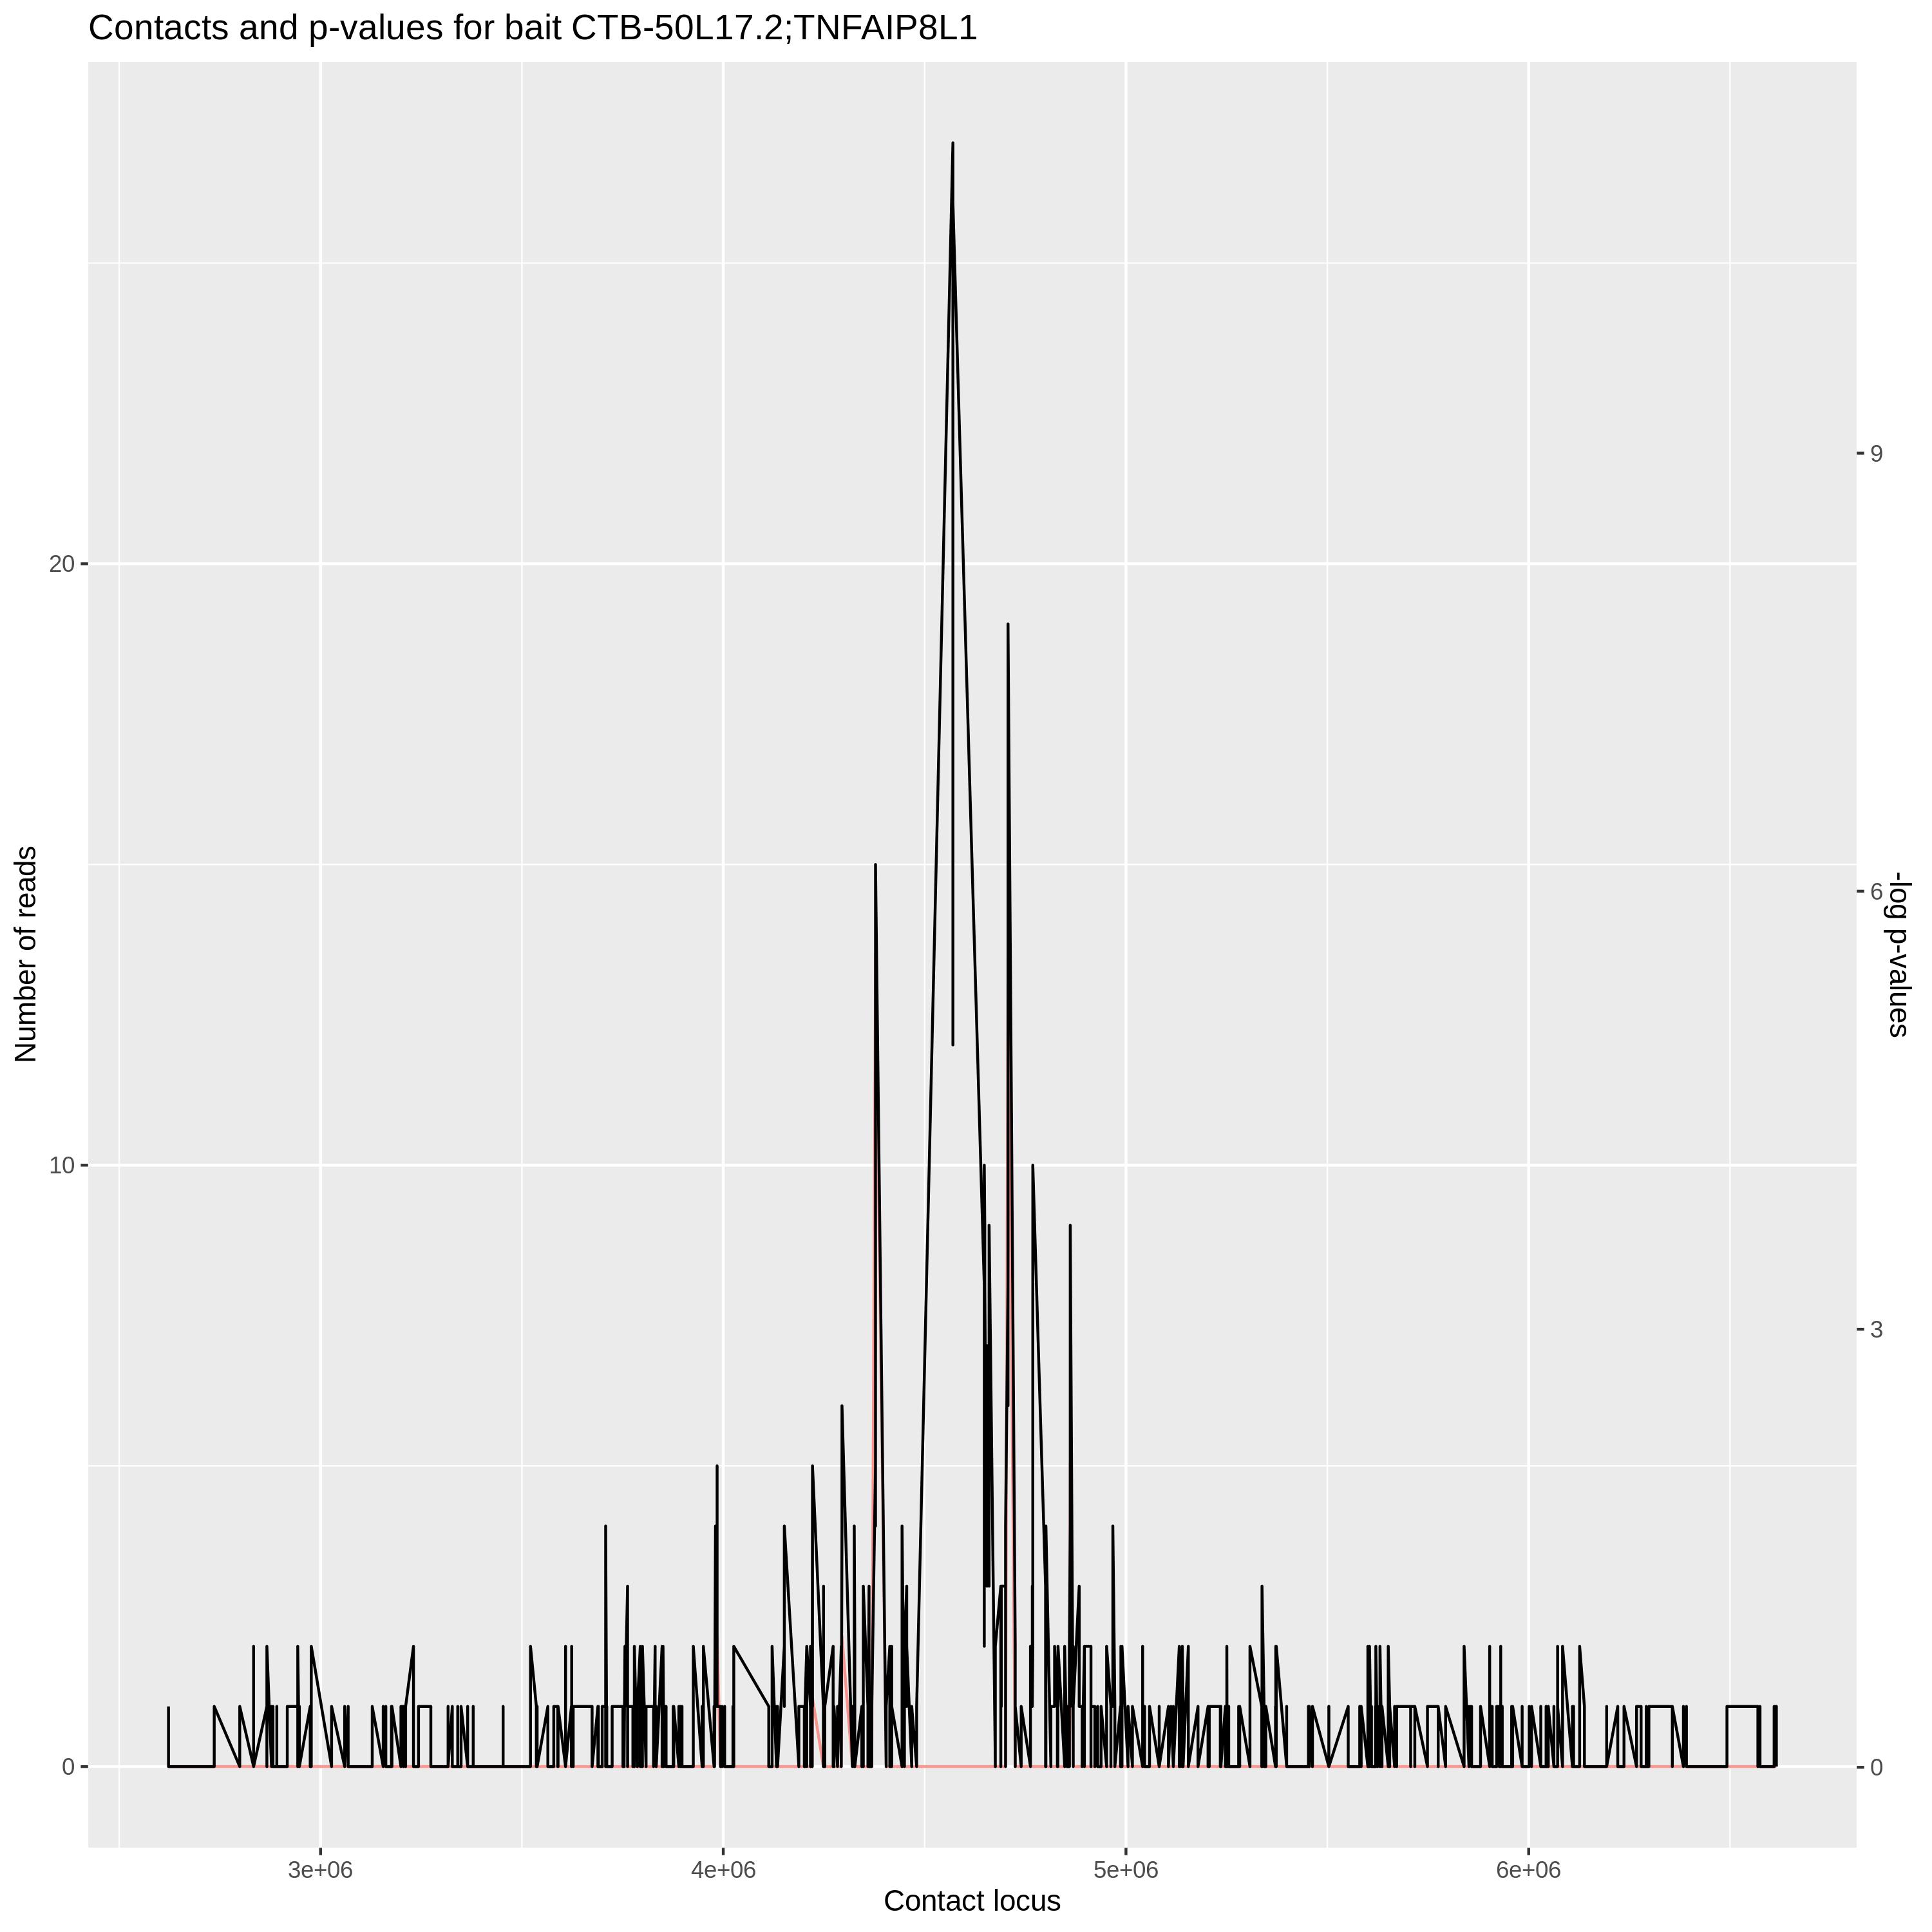 Contacts and p-values for bait CTB-50L17.2;TNFAIP8L1
Number of reads
20
10
0
9
6
3
0
-log p-values
3e+06
4e+06
5e+06
6e+06
Contact locus